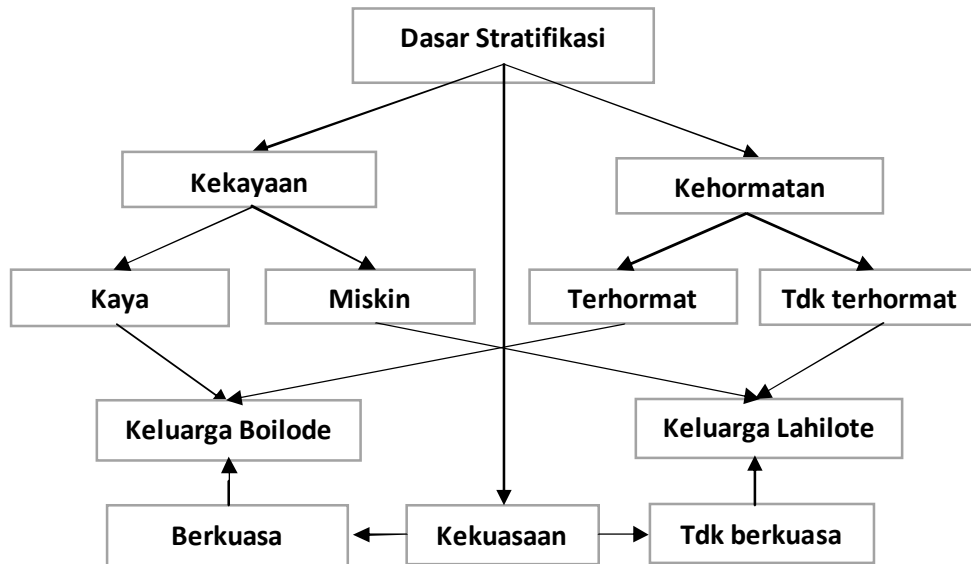 Dasar Stratifikasi
Kekayaan
Kehormatan
Kaya
Miskin
Terhormat
Tdk terhormat
Keluarga Boilode
Keluarga Lahilote
Berkuasa
Kekuasaan
Tdk berkuasa